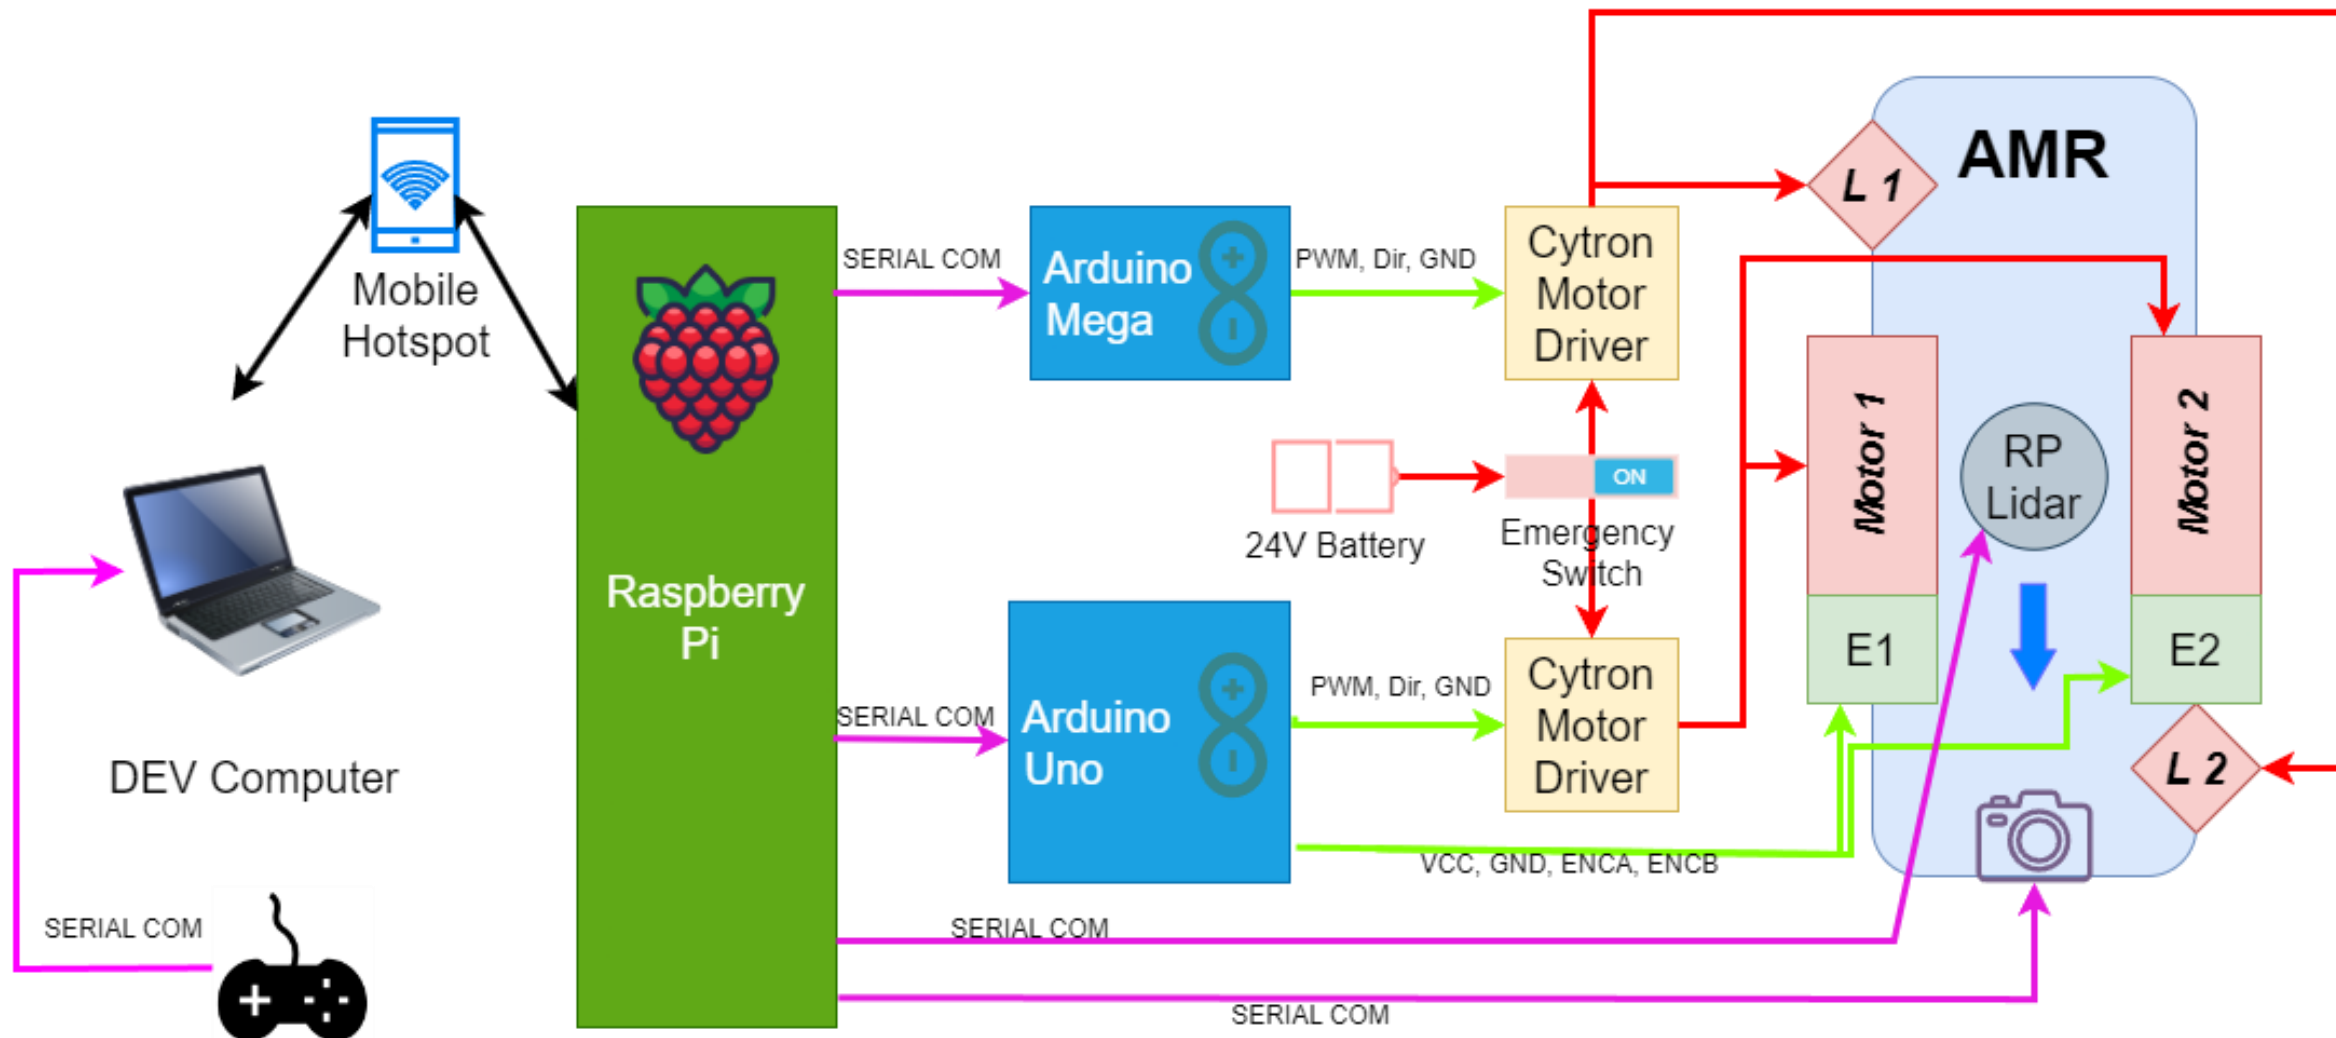 AMR
L 1
SERIAL COM
Arduino
Mega
PWM, Dir, GND
Cytron
Motor
Driver
Mobile
Hotspot
Motor 1
RP
Lidar
Motor 2
ON
24V Battery
Emergency
Switch
Raspberry
Pi
E1
E2
SERIAL COM
Arduino
Uno
PWM, Dir, GND
Cytron
Motor
Driver
DEV Computer
L 2
VCC, GND, ENCA, ENCB
SERIAL COM
SERIAL COM
SERIAL COM